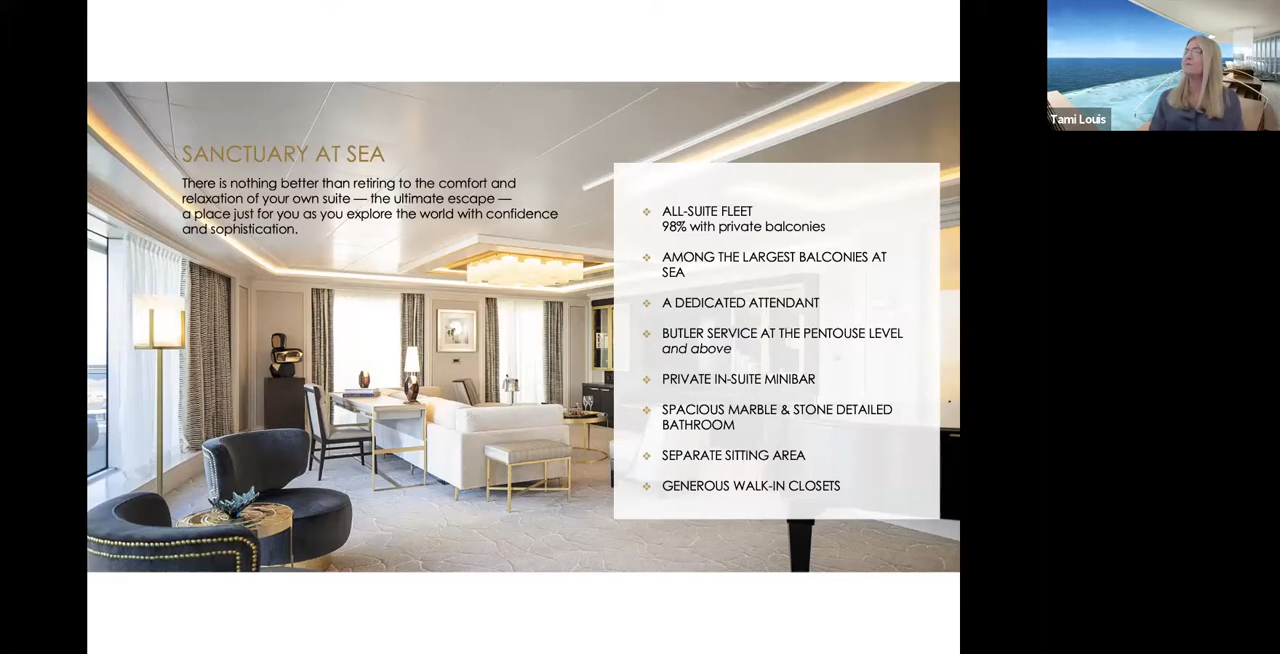 SANCTUARY AT SEA
There is nothing better than retiring to the comfort and
relaxation of your own suite — the ultimate escape —
a place just for you as you explore the world with confidence
and sophistication.
ALL-SUITE FLEET
98% with private balconies
AMONG THE LARGEST BALCONIES AT
SEA
A DEDICATED ATTENDANT
BUTLER SERVICE AT THE PENTOUSE LEVEL
and above
PRIVATE IN-SUITE MINIBAR
SPACIOUS MARBLE & STONE DETAILED
BATHROOM
SEPARATE SITTING AREA
GENEROUS WALK-IN CLOSETS
Tami Louis